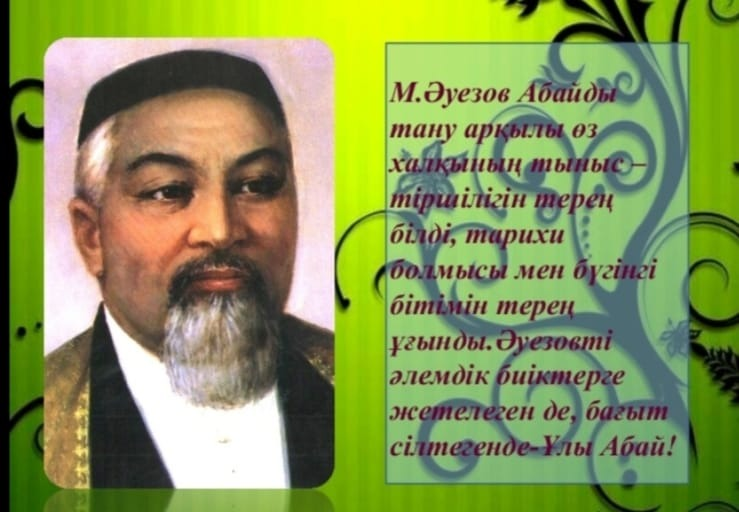 М.Әуезов Абайды
тану арқылы өз
халқының тыныс –
тіршілігін терең
білді, тарихи
болмысы мен бүгінгі
бітімін терең
ұғынды.Әуезовті
әлемдік биіктерге
жетелеген де, бағыт
сілтегенде-Ұлы Абай!